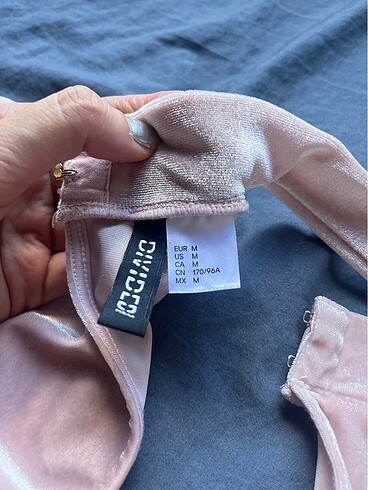 DIVIDED
EUR M
US M
CA M
CN 170/96A
MX M